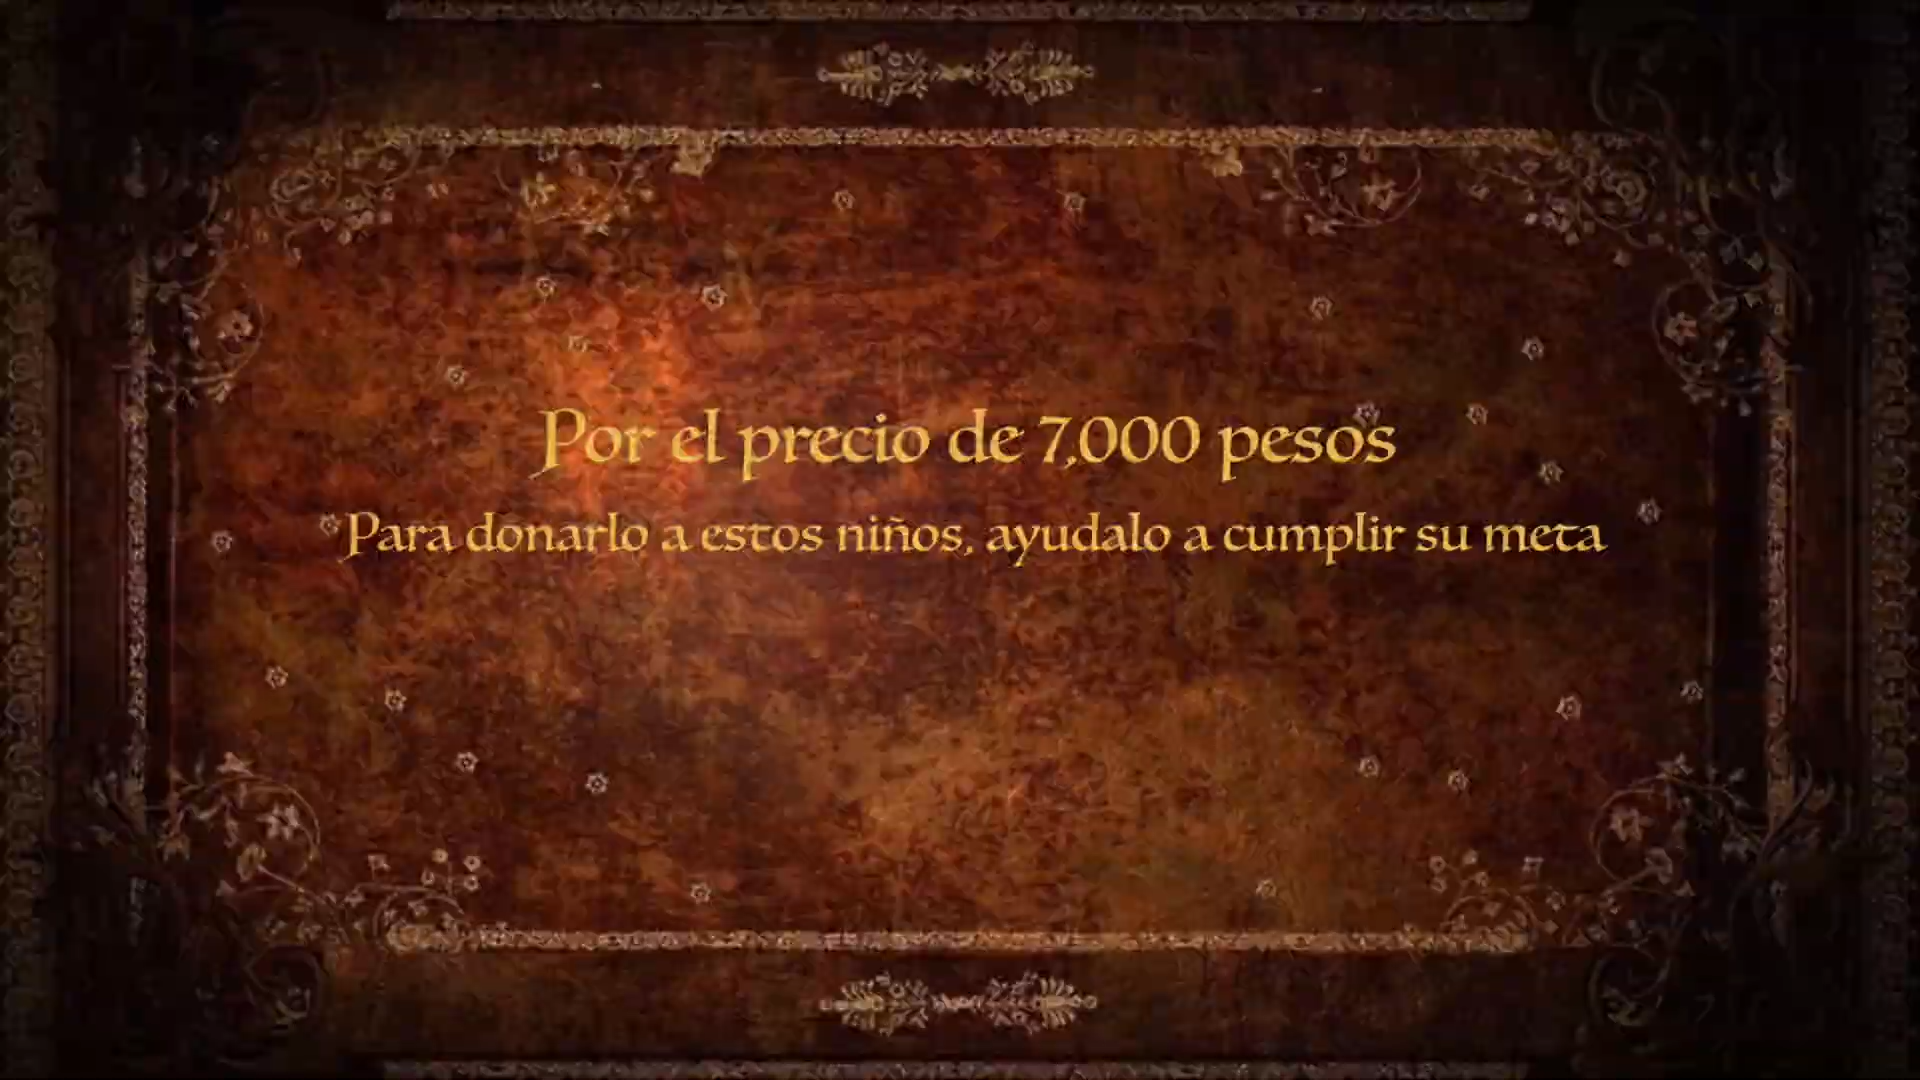 Por el precio de 7,000 pesos
Para donarlo a estos niños, ayudalo a cumplir su meta